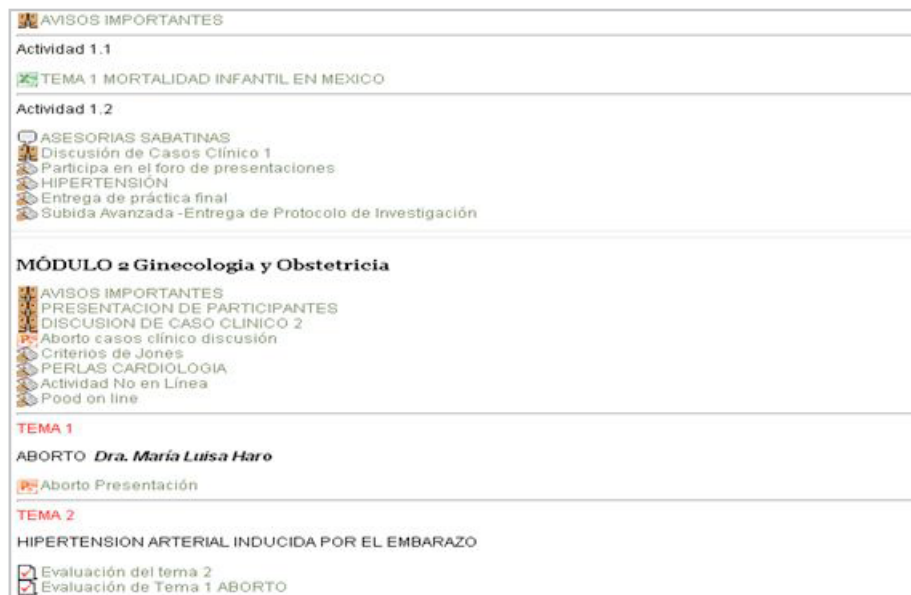 AVISOS IMPORTANTES
Actividad 1.1
TEMA 1 MORTALIDAD INFANTIL EN MEXICO
Actividad 1.2
ASESORIAS SABATINAS
Discusión de Casos Clínico 1
Participa en el foro de presentaciones
HIPERTENSIÓN
Entrega de práctica final
Subida Avanzada -Entrega de Protocolo de Investigación
MÓDULO 2 Ginecologia y Obstetricia
AVISOS IMPORTANTES
PRESENTACION DE PARTICIPANTES
DISCUSION DE CASO CLINICO 2
Aborto casos clínico discusión
Criterios de Jones
PERLAS CARDIOLOGIA
Actividad No en Línea
Pood on line
TEMA 1
ABORTO Dra. María Luisa Haro
Aborto Presentación
TEMA 2
HIPERTENSION ARTERIAL INDUCIDA POR EL EMBARAZO
Evaluación del tema 2
Evaluación de Tema 1 ABORTO